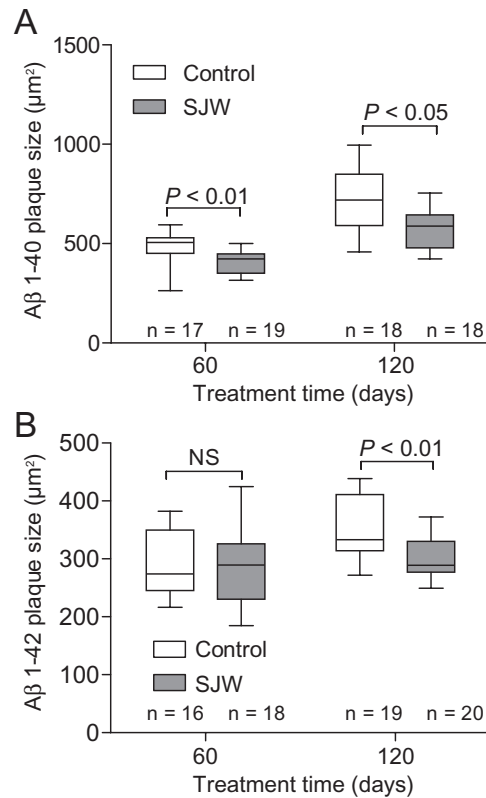 A
Aβ 1-40 plaque size (µm²)
1500
1000
500
0
Control
SJW
P < 0.01
P < 0.05
n = 17
n = 19
n = 18
n = 18
60
120
Treatment time (days)
B
Aβ 1-42 plaque size (µm²)
500
400
300
200
100
0
NS
P < 0.01
Control
SJW
n = 16
n = 18
n = 19
n = 20
60
120
Treatment time (days)